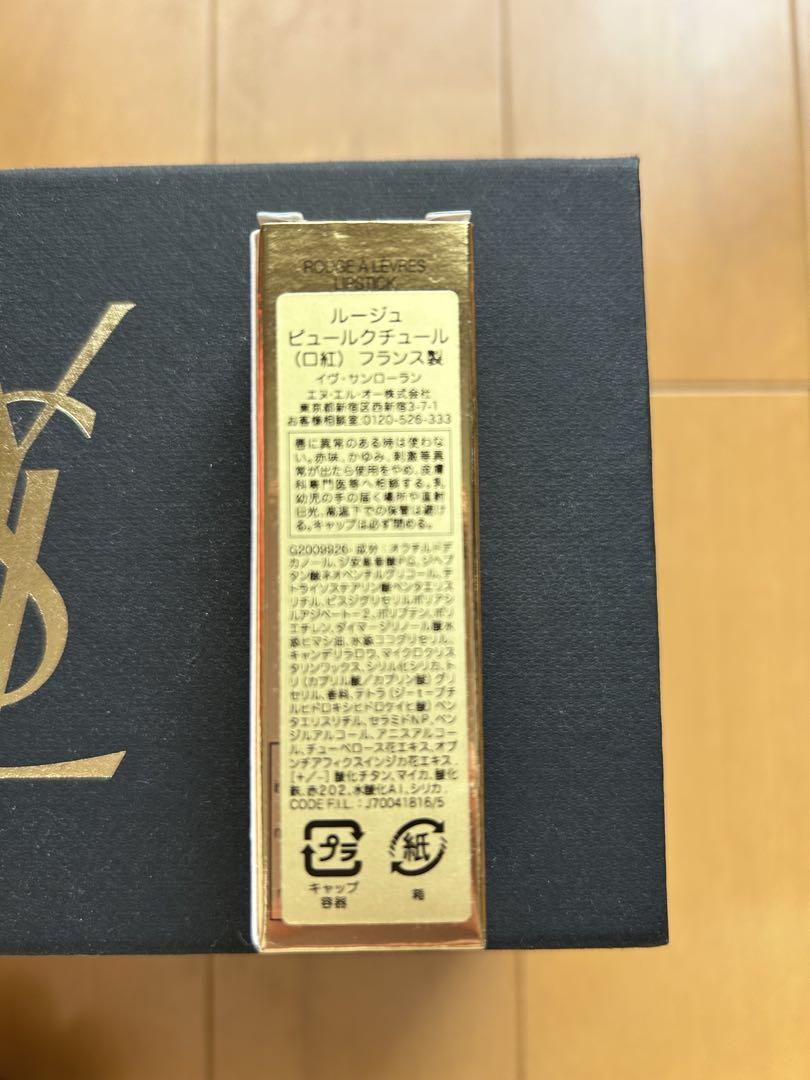 YSL
ROUGE À LÈVRES
LIPSTICK
ルージュ
ピュールクチュール
（口紅） フランス製
イヴ・サンローラン
エヌ・エル・オー株式会社
東京都新宿区西新宿3-7-1
お客様相談室:0120-526-333
唇に異常のある時は使わな
い。赤味、かゆみ、刺激等異
常が出たら使用をやめ、皮膚
科専門医等へ相談する。乳
幼児の手の届く場所や直射
日光、高温下での保管は避け
る。キャップは必ず閉める。
G2009926・成分：オクチルドデ
カノール、ジ安息香酸PG、ジヘプ
タン酸ネオペンチルグリコール、テ
トライソステアリン酸ペンタエリス
リチル、ビスジグリセリルポリアシ
ルアジペート－2、ポリブテン、ポリ
エチレン、ダイマージリノール酸水
添ヒマシ油、水添ココグリセリル、
キャンデリラロウ、マイクロクリス
タリンワックス、シリル化シリカ、ト
リ（カプリル酸／カプリン酸）グリ
セリル、香料、テトラ（ジ－t－ブチ
ルヒドロキシヒドロケイヒ酸）ペン
タエリスリチル、セラミドNP、ベン
ジルアルコール、アニスアルコー
ル、チューベロース花エキス、オプ
ンチアフィクスインジカ花エキス、
[+/−] 酸化チタン、マイカ、酸化
鉄、赤202、水酸化Al、シリカ
CODE F.I.L. : J70041816/5
プラ
紙
キャップ
容器
箱